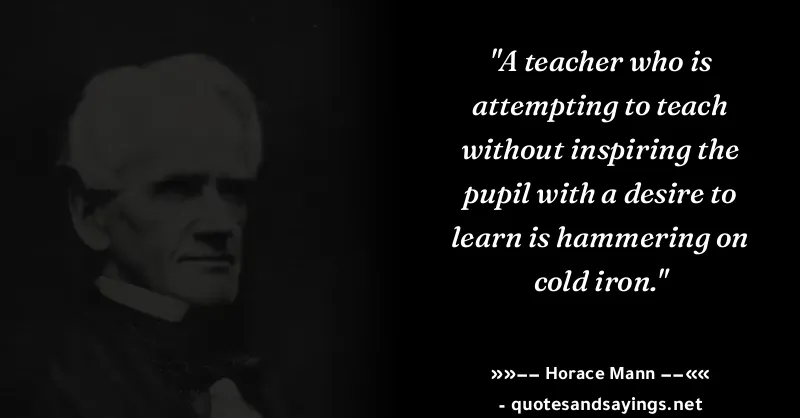 "A teacher who is
attempting to teach
without inspiring the
pupil with a desire to
learn is hammering on
cold iron."
»»−− Horace Mann −−««
- quotesandsayings.net